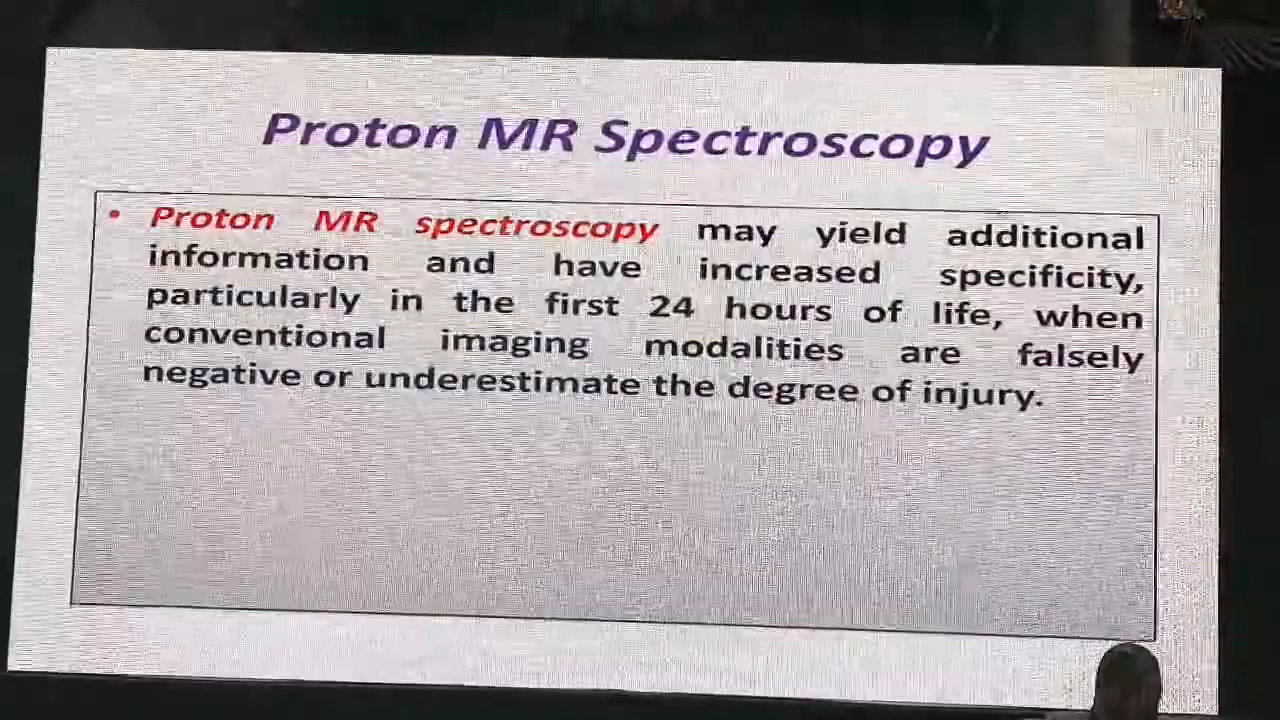 Proton MR Spectroscopy
• Proton MR spectroscopy may yield additional
information and have increased specificity,
particularly in the first 24 hours of life, when
conventional imaging modalities are falsely
negative or underestimate the degree of injury.